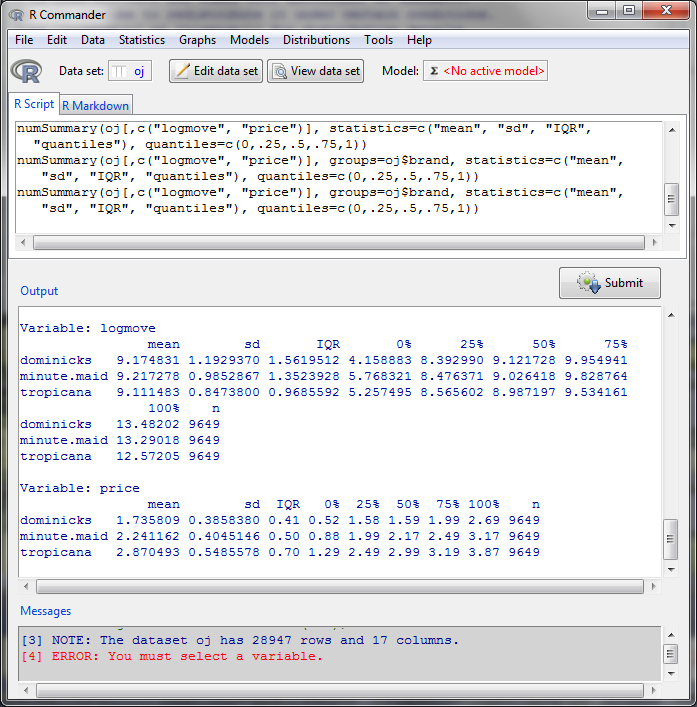 R Commander
File Edit Data Statistics Graphs Models Distributions Tools Help
R Data set: oj Edit data set View data set Model: Σ <No active model>
R Script R Markdown
numSummary(oj[,c("logmove", "price")], statistics=c("mean", "sd", "IQR",
"quantiles"), quantiles=c(0,.25,.5,.75,1))
numSummary(oj[,c("logmove", "price")], groups=oj$brand, statistics=c("mean",
"sd", "IQR", "quantiles"), quantiles=c(0,.25,.5,.75,1))
numSummary(oj[,c("logmove", "price")], groups=oj$brand, statistics=c("mean",
"sd", "IQR", "quantiles"), quantiles=c(0,.25,.5,.75,1))
Output Submit
Variable: logmove
mean sd IQR 0% 25% 50% 75%
dominicks 9.174831 1.1929370 1.5619512 4.158883 8.392990 9.121728 9.954941
minute.maid 9.217278 0.9852867 1.3523928 5.768321 8.476371 9.026418 9.828764
tropicana 9.111483 0.8473800 0.9685592 5.257495 8.565602 8.987197 9.534161
100% n
dominicks 13.48202 9649
minute.maid 13.29018 9649
tropicana 12.57205 9649
Variable: price
mean sd IQR 0% 25% 50% 75% 100% n
dominicks 1.735809 0.3858380 0.41 0.52 1.58 1.59 1.99 2.69 9649
minute.maid 2.241162 0.4045146 0.50 0.88 1.99 2.17 2.49 3.17 9649
tropicana 2.870493 0.5485578 0.70 1.29 2.49 2.99 3.19 3.87 9649
Messages
[3] NOTE: The dataset oj has 28947 rows and 17 columns.
[4] ERROR: You must select a variable.